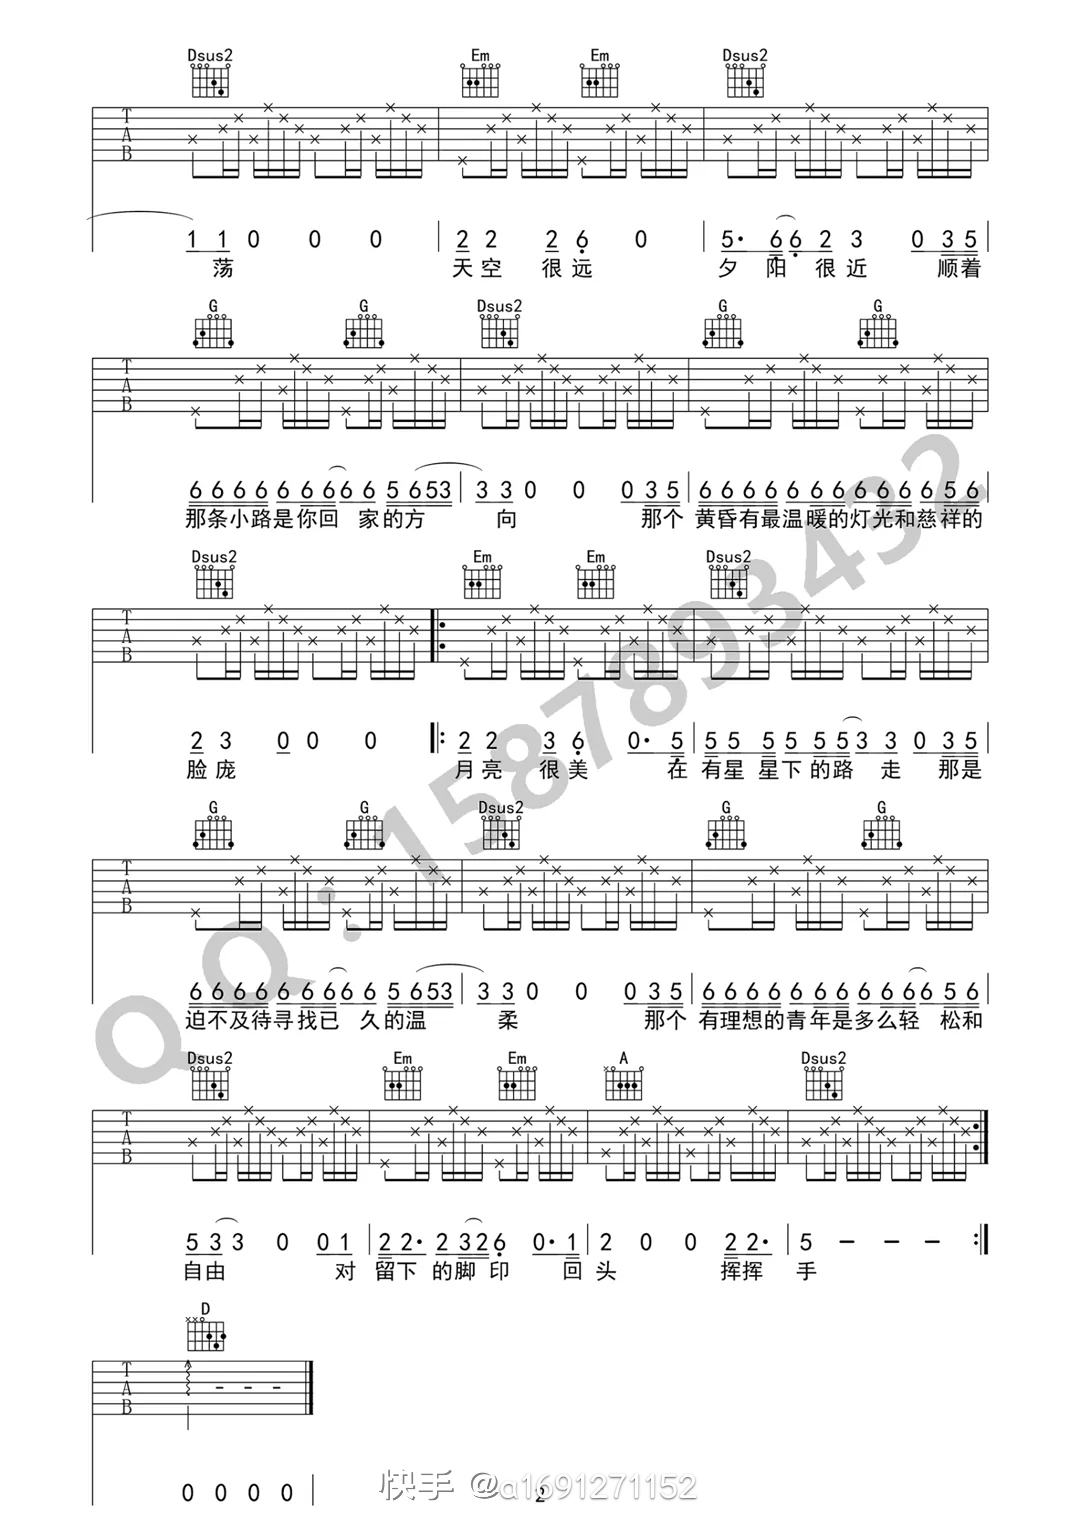 Dsus2 Em Em Dsus2
T A B
1 1 0 0 0 2 2 2 6 0 5· 6 6 2 3 0 3 5
荡 天空 很远 夕 阳 很近 顺着
G G Dsus2 G G
T A B
6 6 6 6 6 6 6 6 6 5 6 5 3 3 3 0 0 0 3 5 6 6 6 6 6 6 6 6 6 6 6 5 6
那条小路是你回 家的方 向 那个 黄昏有最温暖的灯光和慈祥的
Dsus2 Em Em Dsus2
T A B
2 3 0 0 0 2 2 3 6 0· 5 5 5 5 5 5 5 3 3 0 3 5
脸庞 月亮 很美 在 有星 星下 的路 走 那是
G G Dsus2 G G
T A B
6 6 6 6 6 6 6 6 6 5 6 5 3 3 3 0 0 0 3 5 6 6 6 6 6 6 6 6 6 6 6 5 6
迫不及待寻找已 久的温 柔 那个 有理想的青年是多么轻 松和
Dsus2 Em Em A Dsus2
T A B
5 3 3 0 0 1 2 2· 2 3 2 6 0· 1 2 0 0 2 2· 5 — — —
自由 对 留下 的脚 印 回 头 挥挥 手
D
T A B
0 0 0 0
2
QQ:1587893432
快手 @a1691271152